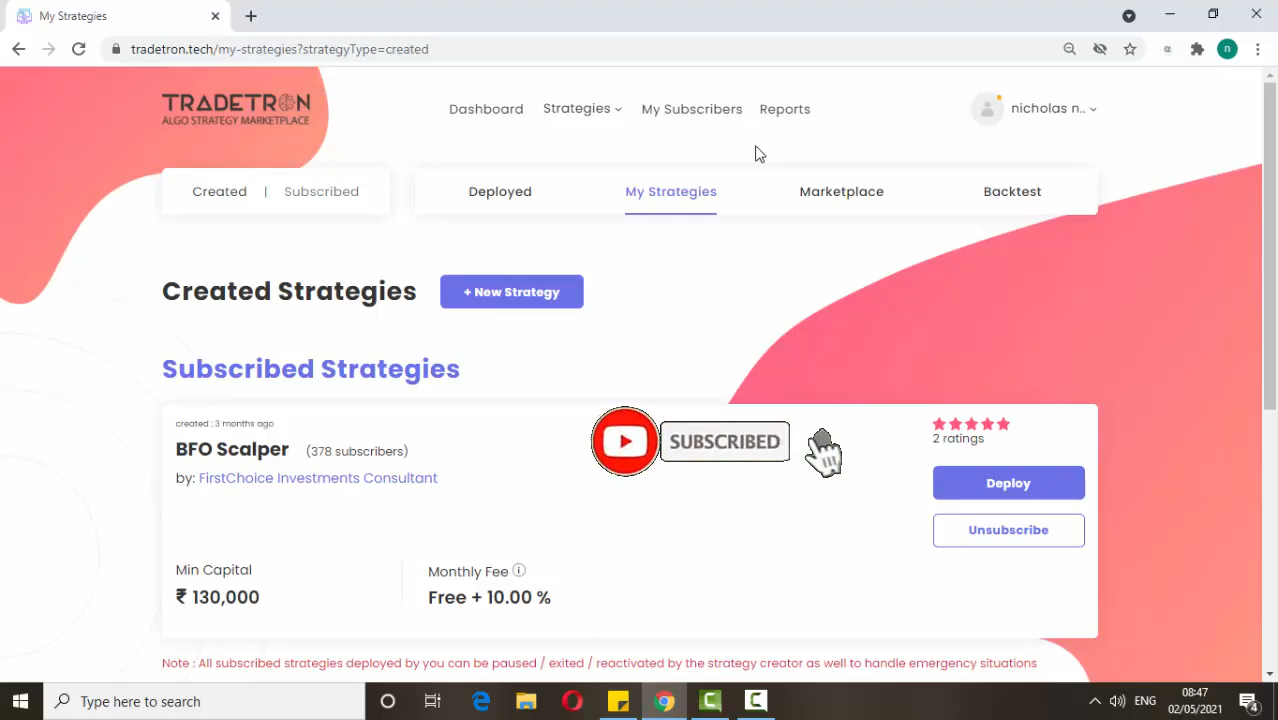 My Strategies
tradetron.tech/my-strategies?strategyType=created
n
TRADETRON
ALGO STRATEGY MARKETPLACE
Dashboard Strategies My Subscribers Reports
nicholas n..
Created | Subscribed
Deployed My Strategies Marketplace Backtest
Created Strategies
+ New Strategy
Subscribed Strategies
created : 3 months ago
BFO Scalper (378 subscribers)
by: FirstChoice Investments Consultant
SUBSCRIBED
2 ratings
Deploy
Unsubscribe
Min Capital
₹ 130,000
Monthly Fee
Free + 10.00 %
Note : All subscribed strategies deployed by you can be paused / exited / reactivated by the strategy creator as well to handle emergency situations
Type here to search
ENG
08:47
02/05/2021
4